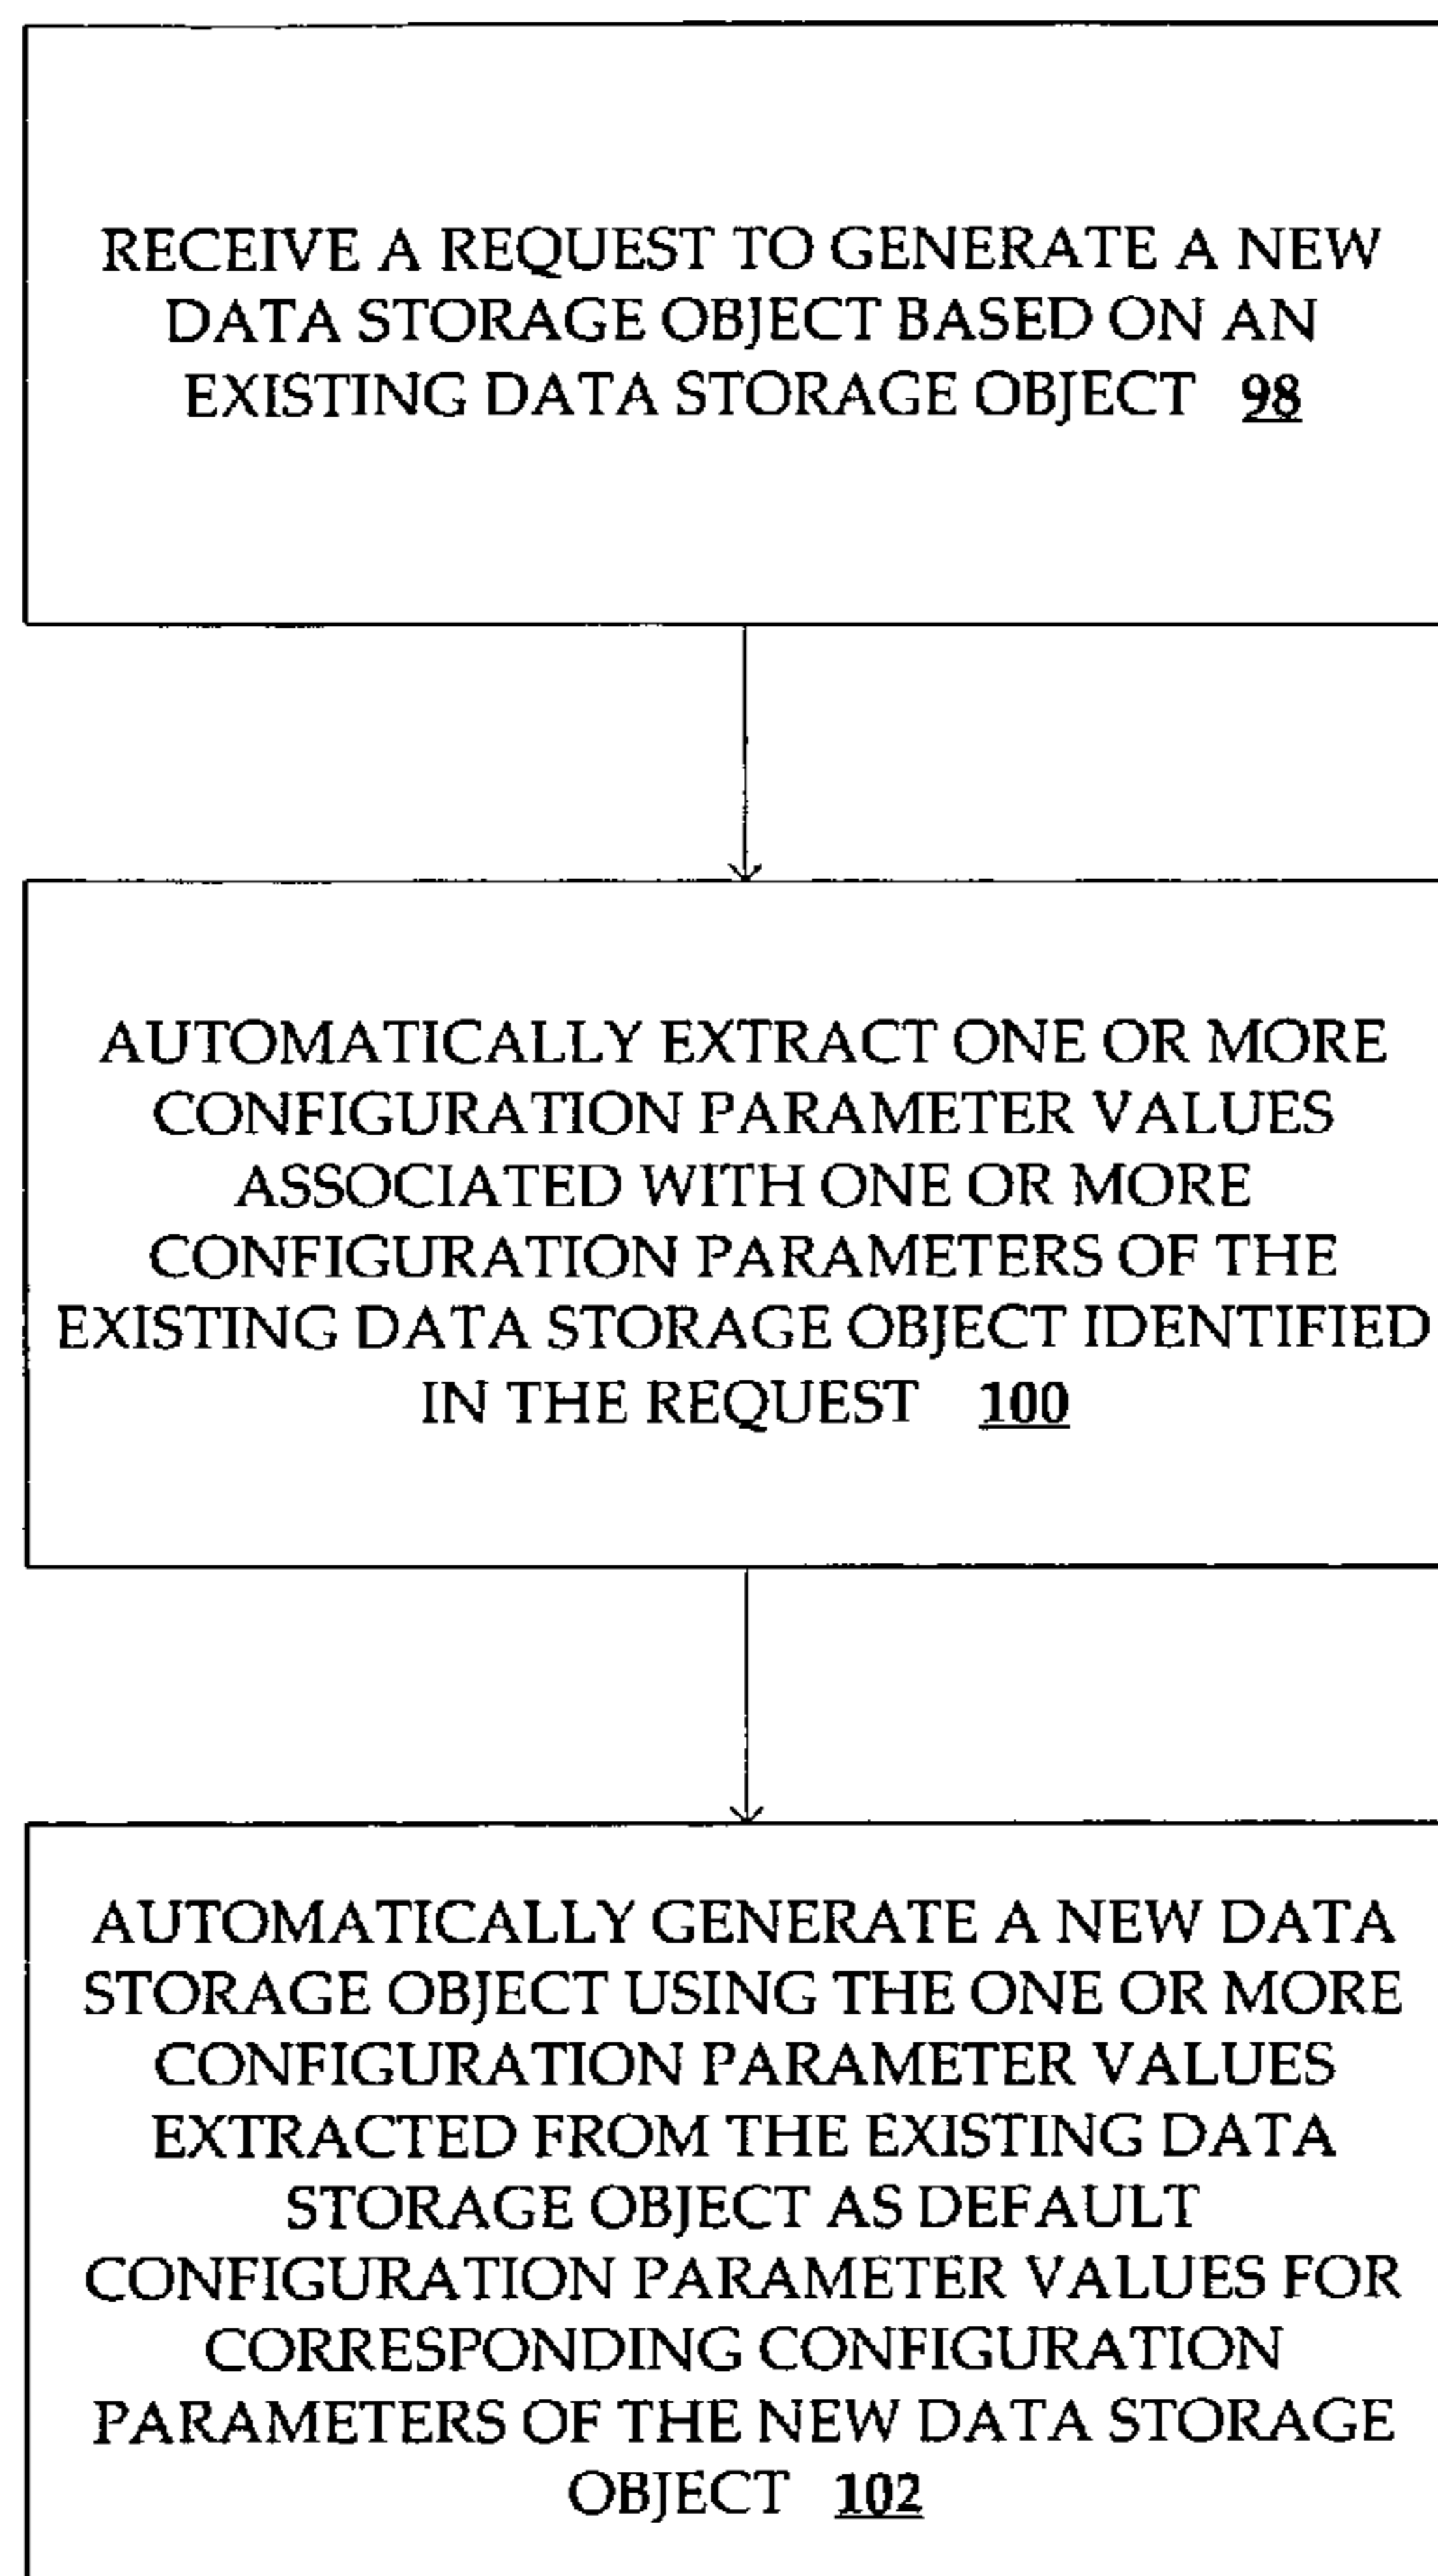 RECEIVE A REQUEST TO GENERATE A NEW
DATA STORAGE OBJECT BASED ON AN
EXISTING DATA STORAGE OBJECT 98
AUTOMATICALLY EXTRACT ONE OR MORE
CONFIGURATION PARAMETER VALUES
ASSOCIATED WITH ONE OR MORE
CONFIGURATION PARAMETERS OF THE
EXISTING DATA STORAGE OBJECT IDENTIFIED
IN THE REQUEST 100
AUTOMATICALLY GENERATE A NEW DATA
STORAGE OBJECT USING THE ONE OR MORE
CONFIGURATION PARAMETER VALUES
EXTRACTED FROM THE EXISTING DATA
STORAGE OBJECT AS DEFAULT
CONFIGURATION PARAMETER VALUES FOR
CORRESPONDING CONFIGURATION
PARAMETERS OF THE NEW DATA STORAGE
OBJECT 102